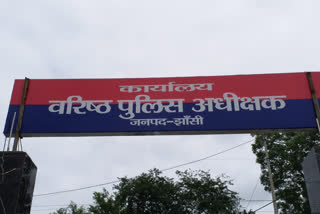 कार्यालय
वरिष्ठ पुलिस अधीक्षक
जनपद-झाँसी